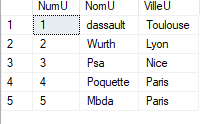 NumU NomU VilleU
1 1 dassault Toulouse
2 2 Wurth Lyon
3 3 Psa Nice
4 4 Poquette Paris
5 5 Mbda Paris